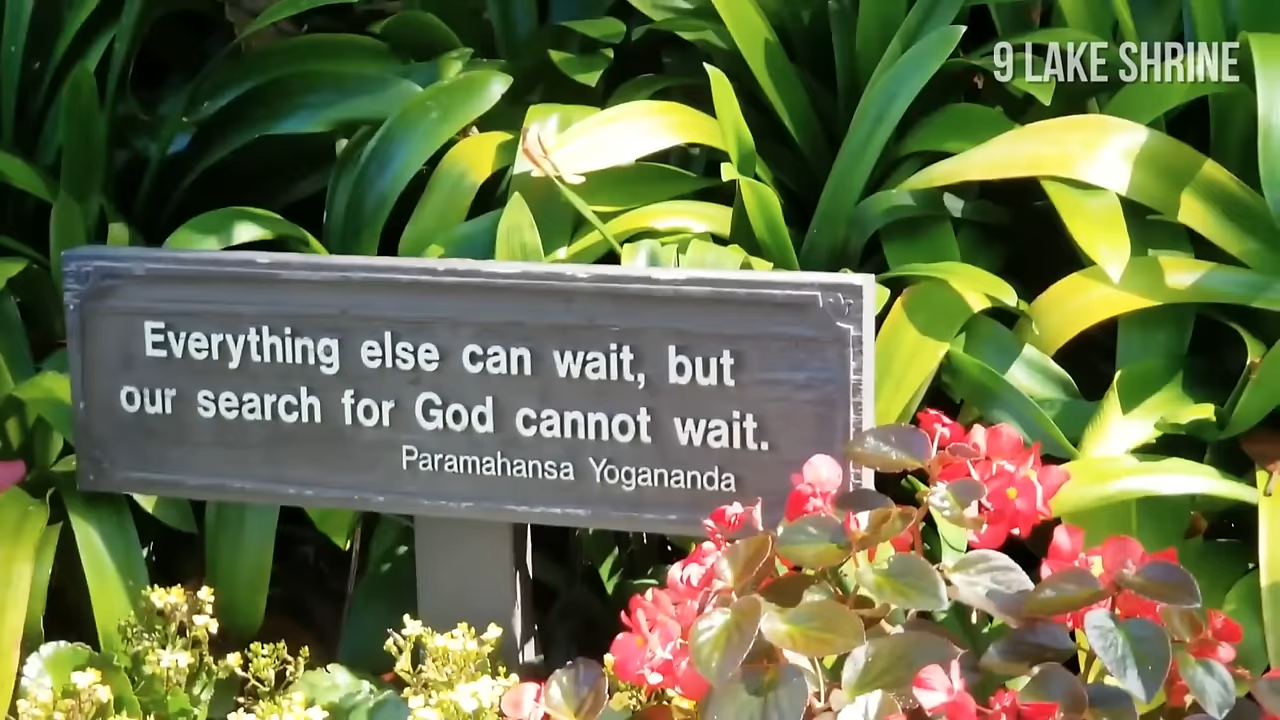 9 LAKE SHRINE
Everything else can wait, but
our search for God cannot wait.
Paramahansa Yogananda